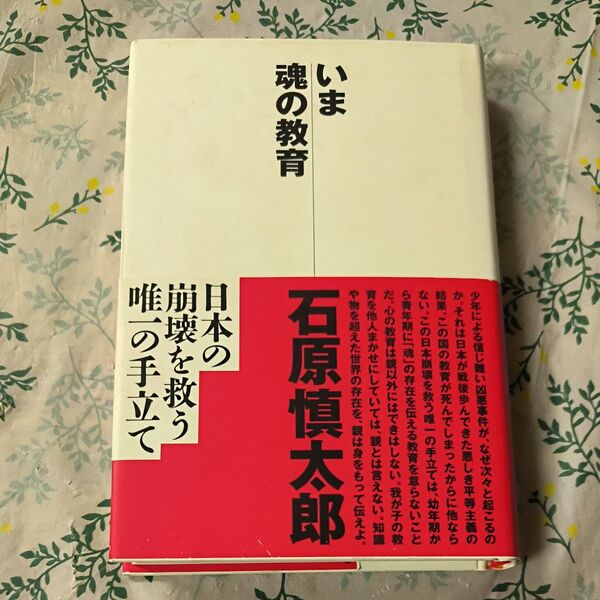 いま
魂の教育
石原慎太郎
少年による信じ難い凶悪事件が、なぜ次々と起こるの
か。それは日本が戦後歩んできた悪しき平等主義の
結果、この国の教育が死んでしまったからに他なら
ない。この日本崩壊を救う唯一の手立ては、幼年期か
ら青年期に「魂」の存在を伝える教育を怠らないこと
だ。心の教育は親以外にはできはしない。我が子の教
育を他人まかせにしていては、親とは言えない。知識
や物を超えた世界の存在を、親は身をもって伝えよ。
日本の
崩壊を救う
唯一の手立て